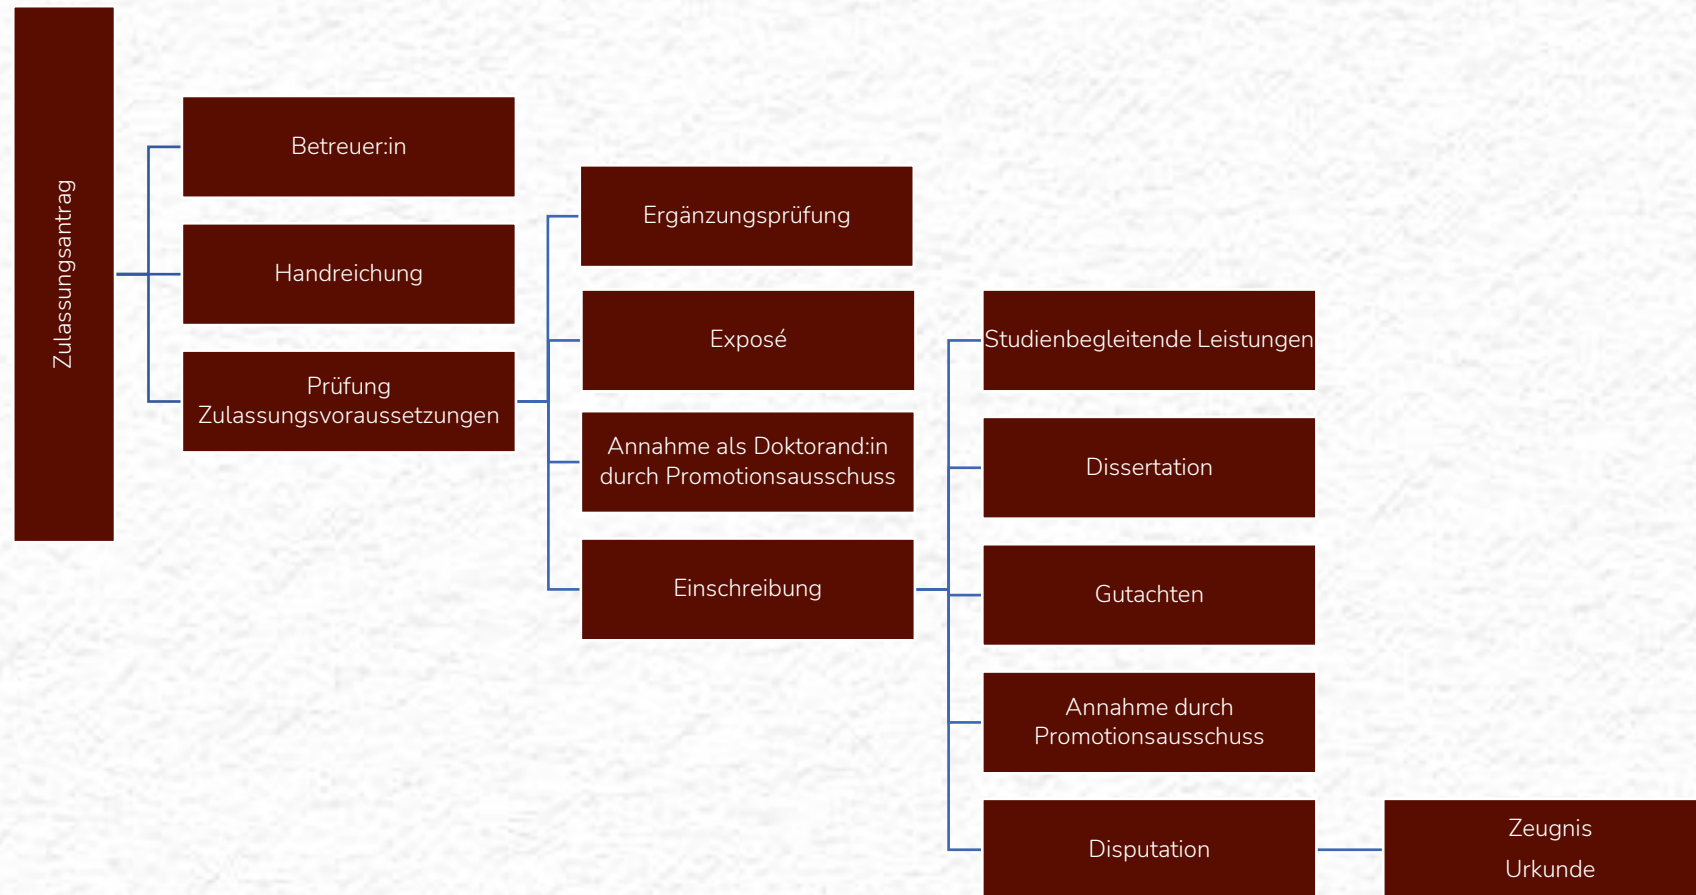 Zulassungsantrag
Betreuer:in
Handreichung
Prüfung
Zulassungsvoraussetzungen
Ergänzungsprüfung
Exposé
Annahme als Doktorand:in
durch Promotionsausschuss
Einschreibung
Studienbegleitende Leistungen
Dissertation
Gutachten
Annahme durch
Promotionsausschuss
Disputation
Zeugnis
Urkunde